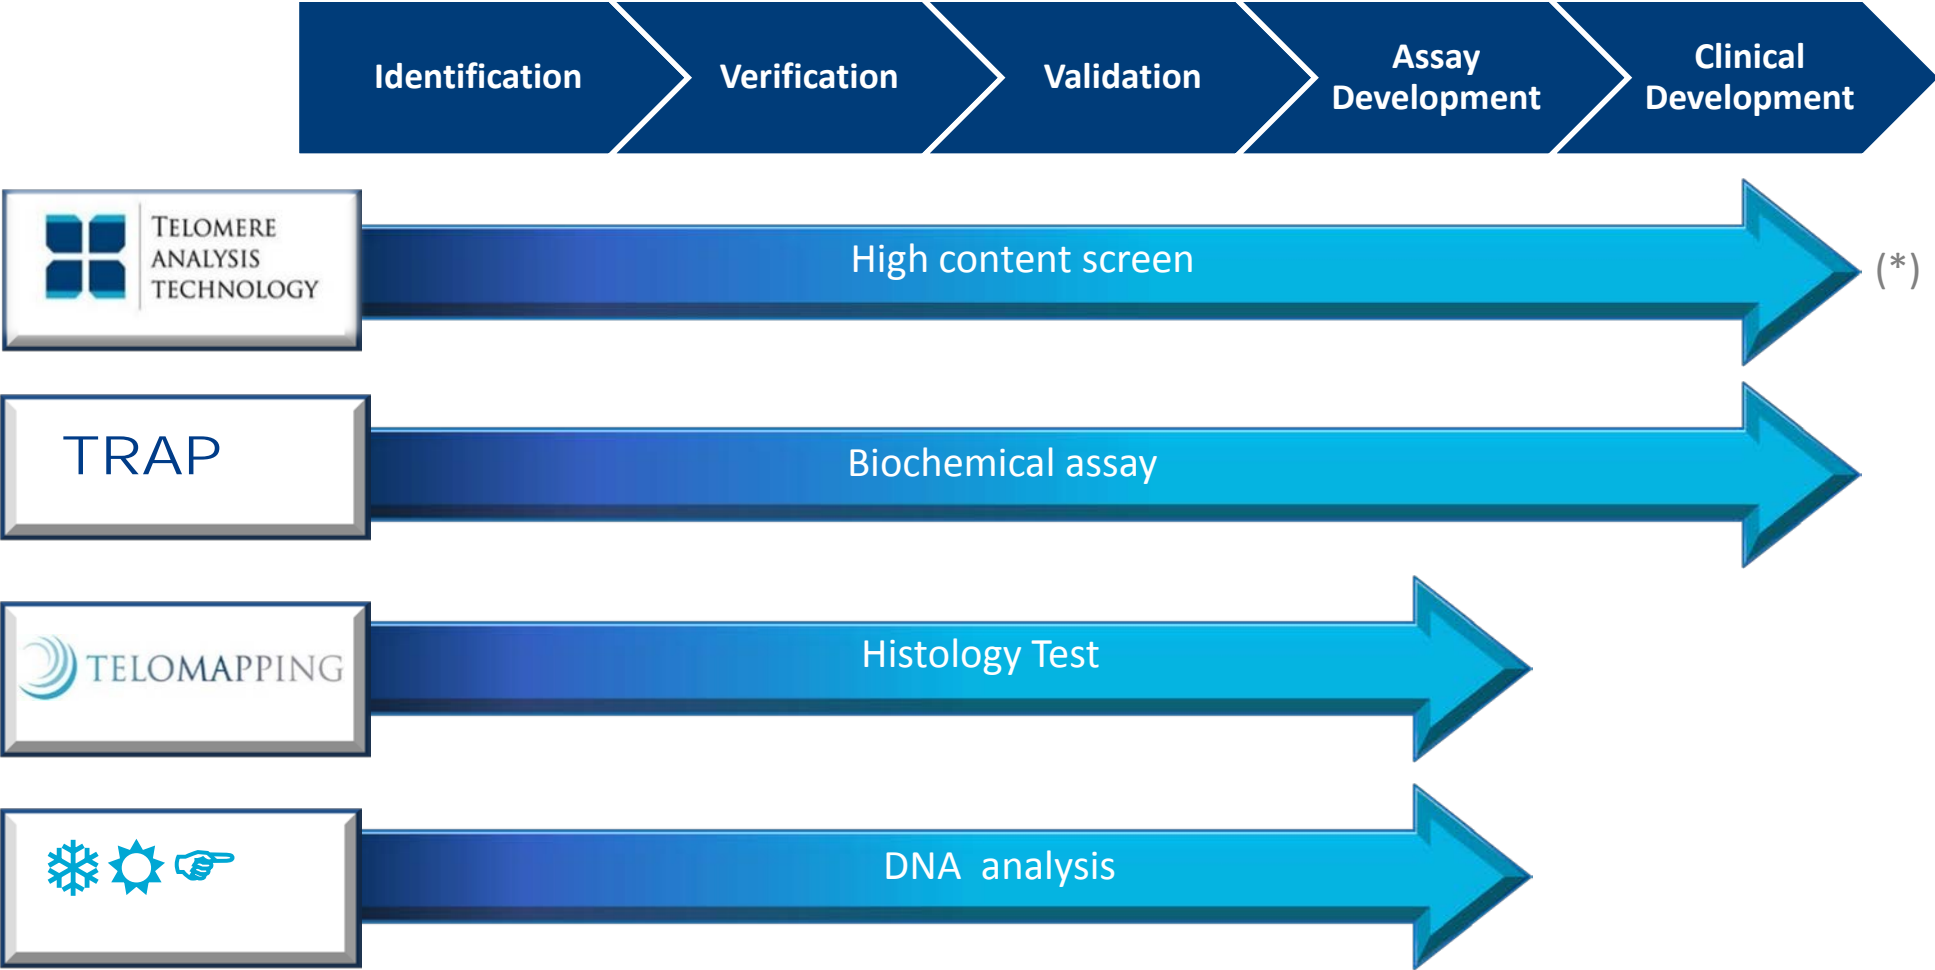 Identification
Verification
Validation
Assay
Development
Clinical
Development
TELOMERE
ANALYSIS
TECHNOLOGY
High content screen
(*)
TRAP
Biochemical assay
TELOMAPPING
Histology Test
❄☼☞
DNA analysis